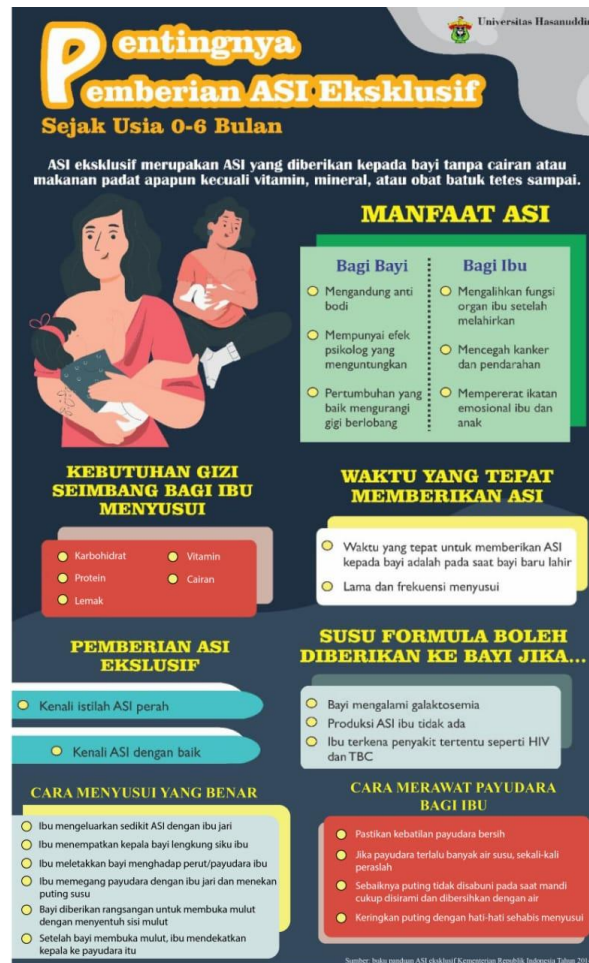 Universitas Hasanuddin
Pentingnya
Pemberian ASI Eksklusif
Sejak Usia 0-6 Bulan
ASI eksklusif merupakan ASI yang diberikan kepada bayi tanpa cairan atau
makanan padat apapun kecuali vitamin, mineral, atau obat batuk tetes sampai.
MANFAAT ASI
Bagi Bayi
Mengandung anti
bodi
Mempunyai efek
psikolog yang
menguntungkan
Pertumbuhan yang
baik mengurangi
gigi berlobang
Bagi Ibu
Mengalihkan fungsi
organ ibu setelah
melahirkan
Mencegah kanker
dan pendarahan
Mempererat ikatan
emosional ibu dan
anak
KEBUTUHAN GIZI
SEIMBANG BAGI IBU
MENYUSUI
Karbohidrat
Protein
Lemak
Vitamin
Cairan
WAKTU YANG TEPAT
MEMBERIKAN ASI
Waktu yang tepat untuk memberikan ASI
kepada bayi adalah pada saat bayi baru lahir
Lama dan frekuensi menyusui
PEMBERIAN ASI
EKSLUSIF
Kenali istilah ASI perah
Kenali ASI dengan baik
SUSU FORMULA BOLEH
DIBERIKAN KE BAYI JIKA...
Bayi mengalami galaktosemia
Produksi ASI ibu tidak ada
Ibu terkena penyakit tertentu seperti HIV
dan TBC
CARA MENYUSUI YANG BENAR
Ibu mengeluarkan sedikit ASI dengan ibu jari
Ibu menempatkan kepala bayi lengkung siku ibu
Ibu meletakkan bayi menghadap perut/payudara ibu
Ibu memegang payudara dengan ibu jari dan menekan
puting susu
Bayi diberikan rangsangan untuk membuka mulut
dengan menyentuh sisi mulut
Setelah bayi membuka mulut, ibu mendekatkan
kepala ke payudara itu
CARA MERAWAT PAYUDARA
BAGI IBU
Pastikan kebatilan payudara bersih
Jika payudara terlalu banyak air susu, sekali-kali
peraslah
Sebaiknya puting tidak disabuni pada saat mandi
cukup disirami dan dibersihkan dengan air
Keringkan puting dengan hati-hati sehabis menyusui
Sumber: buku panduan ASI eksklusif Kementerian Republik Indonesia Tahun